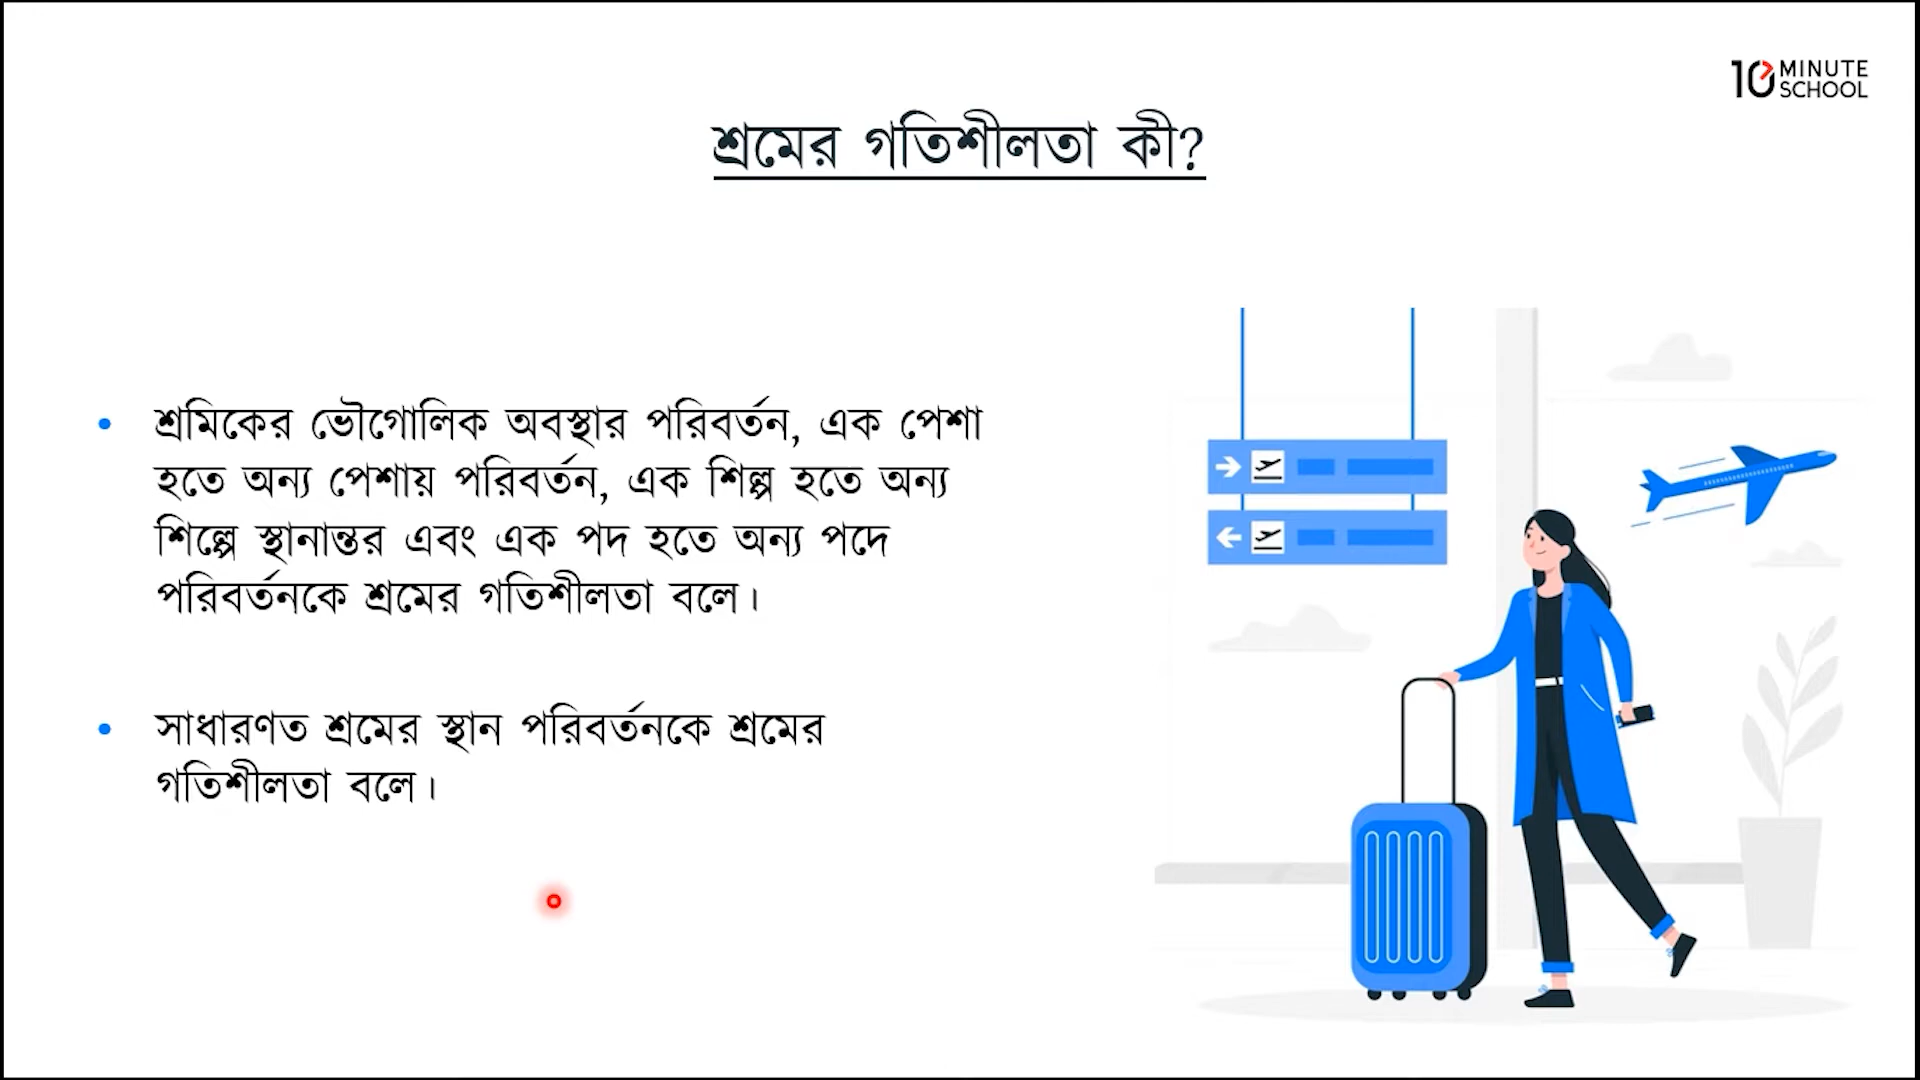 10 MINUTE
SCHOOL
শ্রমের গতিশীলতা কী?
• শ্রমিকের ভৌগোলিক অবস্থার পরিবর্তন, এক পেশা
হতে অন্য পেশায় পরিবর্তন, এক শিল্প হতে অন্য
শিল্পে স্থানান্তর এবং এক পদ হতে অন্য পদে
পরিবর্তনকে শ্রমের গতিশীলতা বলে।
• সাধারণত শ্রমের স্থান পরিবর্তনকে শ্রমের
গতিশীলতা বলে।